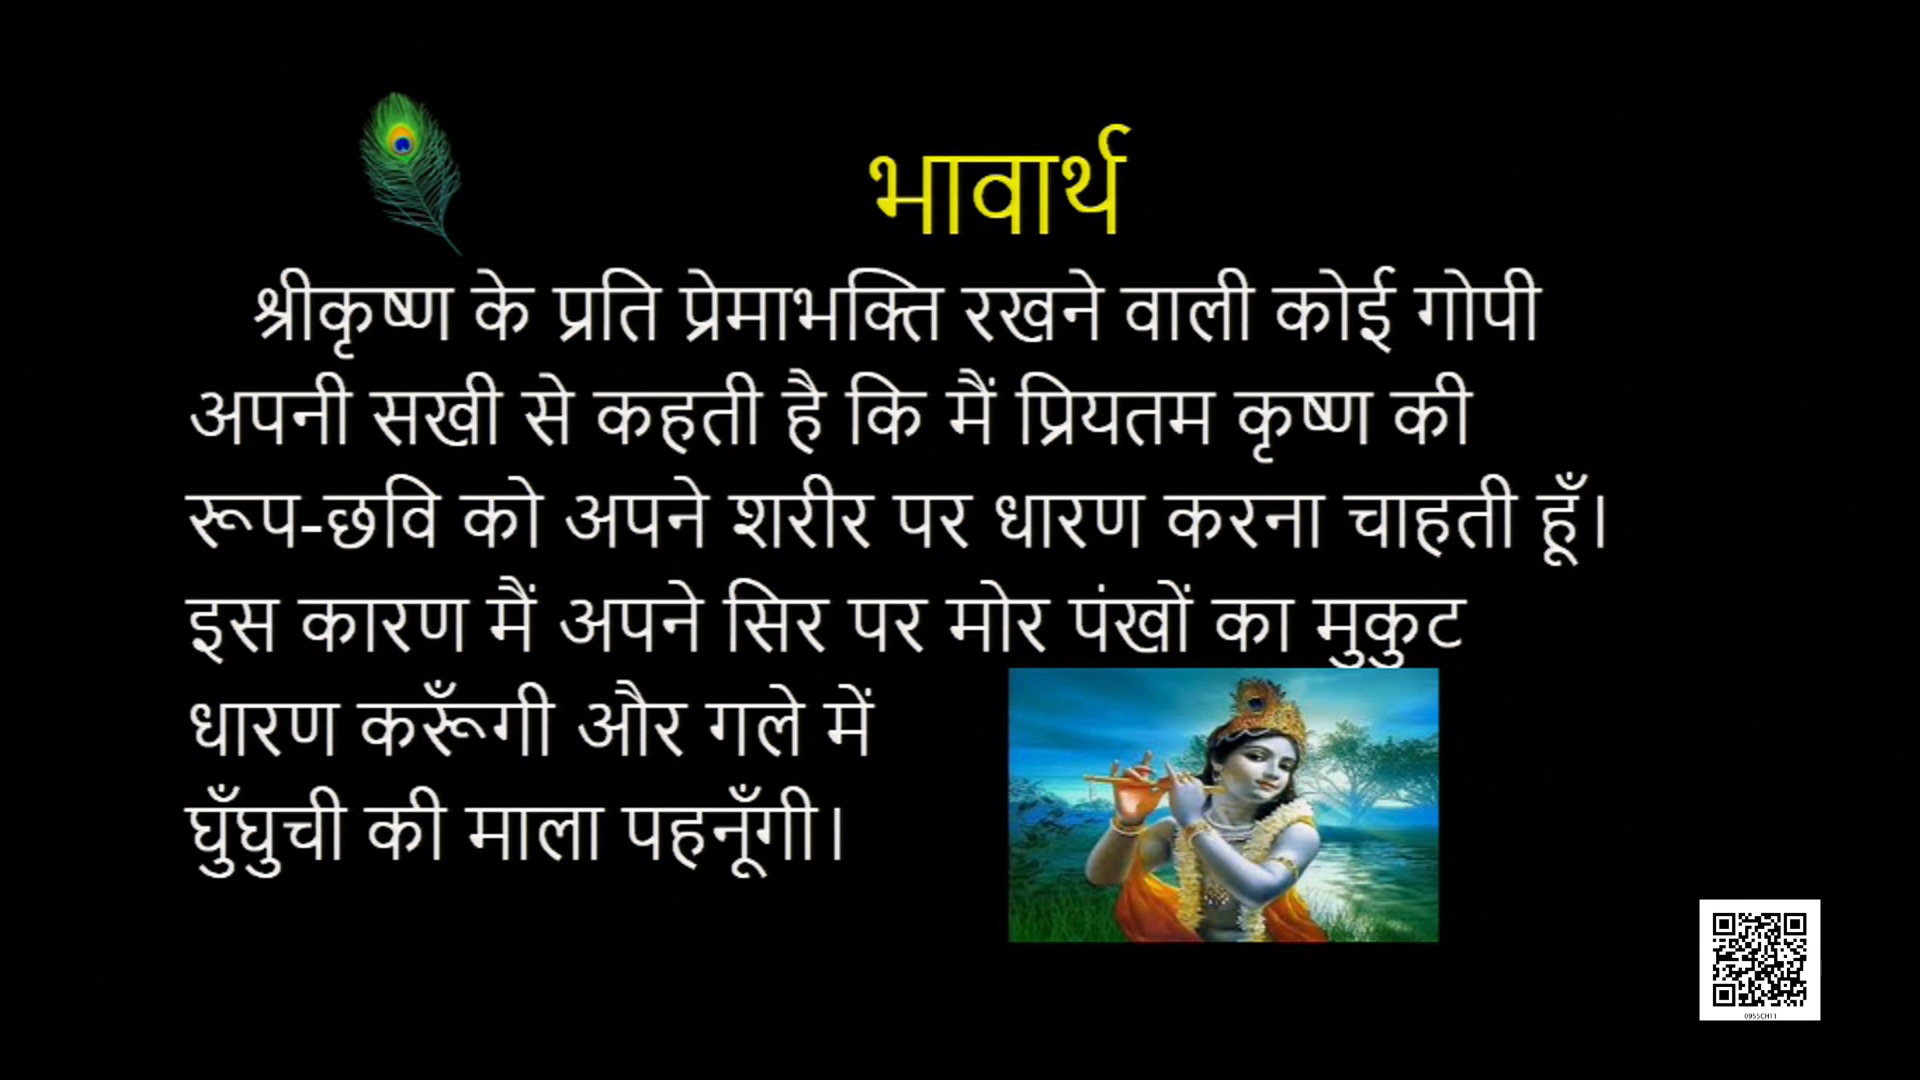 भावार्थ
श्रीकृष्ण के प्रति प्रेमाभक्ति रखने वाली कोई गोपी
अपनी सखी से कहती है कि मैं प्रियतम कृष्ण की
रूप-छवि को अपने शरीर पर धारण करना चाहती हूँ।
इस कारण मैं अपने सिर पर मोर पंखों का मुकुट
धारण करूँगी और गले में
घुँघुची की माला पहनूँगी।
0955CH11